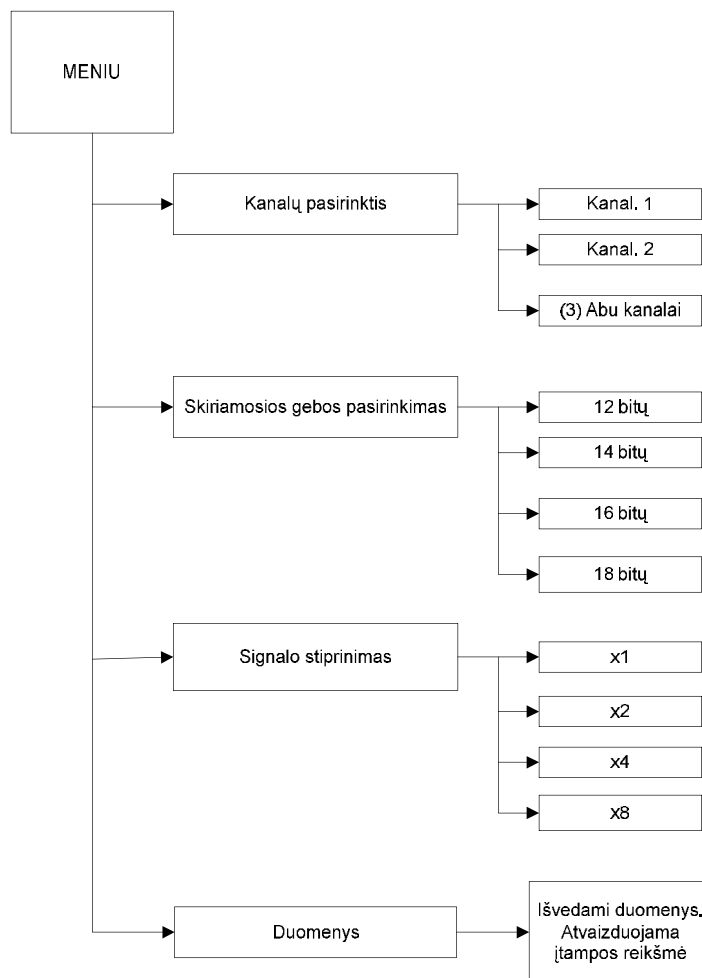 MENIU
Kanalų pasirinktis
Kanal. 1
Kanal. 2
(3) Abu kanalai
Skiriamosios gebos pasirinkimas
12 bitų
14 bitų
16 bitų
18 bitų
Signalo stiprinimas
x1
x2
x4
x8
Duomenys
Išvedami duomenys.
Atvaizduojama
įtampos reikšmė